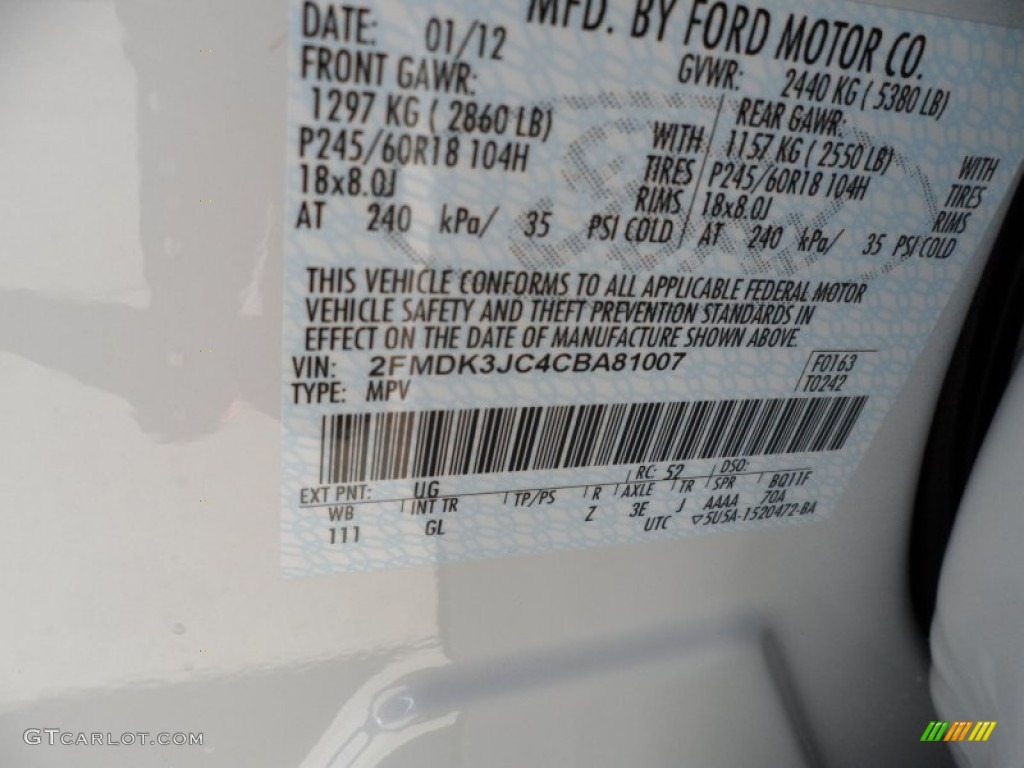 MFD. BY FORD MOTOR CO.
DATE: 01/12 GVWR: 2440 KG ( 5380 LB)
FRONT GAWR: REAR GAWR:
1297 KG ( 2860 LB) WITH 1157 KG ( 2550 LB) WITH
P245/60R18 104H TIRES P245/60R18 104H TIRES
18x8.0J RIMS 18x8.0J RIMS
AT 240 kPa/ 35 PSI COLD AT 240 kPa/ 35 PSI COLD
THIS VEHICLE CONFORMS TO ALL APPLICABLE FEDERAL MOTOR
VEHICLE SAFETY AND THEFT PREVENTION STANDARDS IN
EFFECT ON THE DATE OF MANUFACTURE SHOWN ABOVE.
VIN: 2FMDK3JC4CBA81007 F0163
TYPE: MPV T0242
EXT PNT: UG RC: 52 DSO:
WB INT TR TP/PS R AXLE TR SPR BQ11F
111 GL Z 3E J AAAA 70A
UTC ▽5U5A-1520472-BA
GTCARLOT.COM